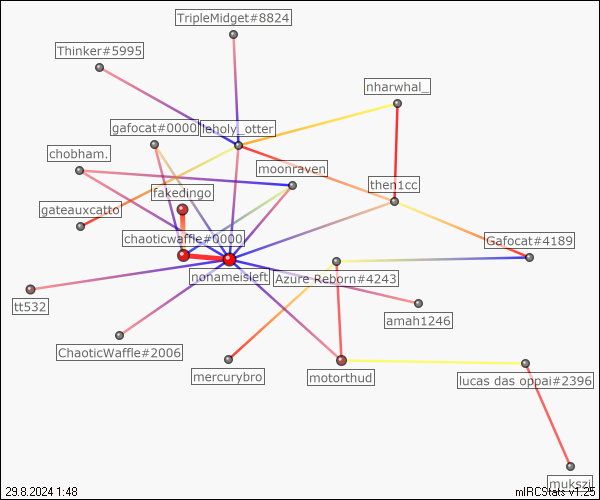 TripleMidget#8824
Thinker#5995
nharwhal_
gafocat#0000
leholy_otter
chobham.
moonraven
fakedingo
then1cc
gateauxcatto
chaoticwaffle#0000
Gafocat#4189
nonameisleft
Azure Reborn#4243
tt532
amah1246
ChaoticWaffle#2006
mercurybro
motorthud
lucas das oppai#2396
mukszi
29.8.2024 1:48
mIRCStats v1.25